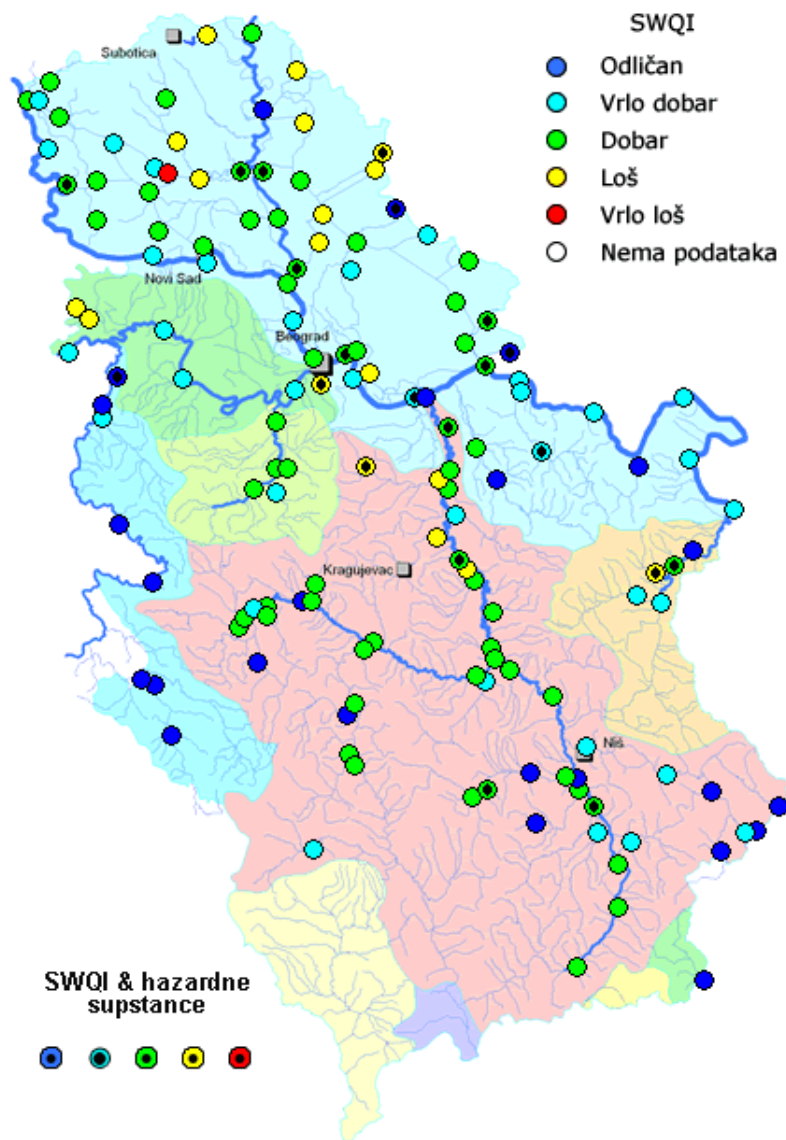 SWQI
Odličan
Vrlo dobar
Dobar
Loš
Vrlo loš
Nema podataka
Subotica
Novi Sad
Beograd
Kragujevac
Niš
SWQI & hazardne
supstance